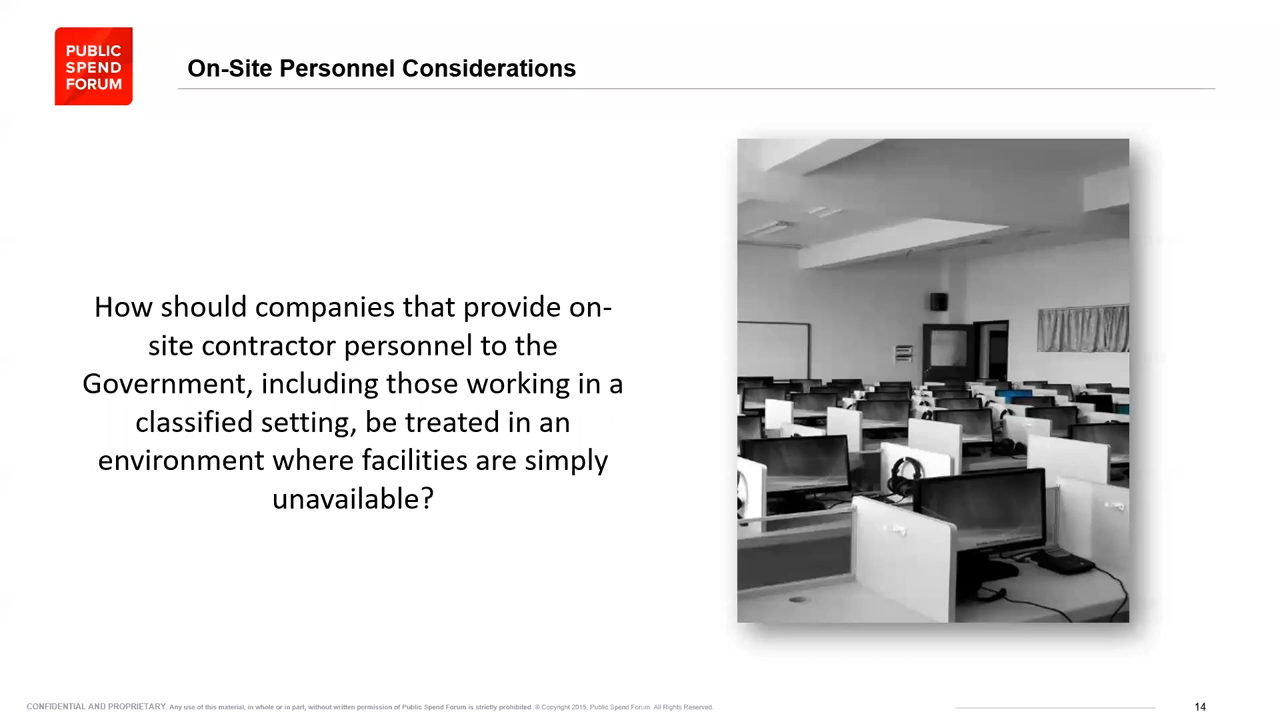 PUBLIC
SPEND
FORUM
On-Site Personnel Considerations
How should companies that provide on-
site contractor personnel to the
Government, including those working in a
classified setting, be treated in an
environment where facilities are simply
unavailable?
CONFIDENTIAL AND PROPRIETARY. Any use of this material, in whole or in part, without written permission of Public Spend Forum is strictly prohibited. © Copyright 2015, Public Spend Forum. All Rights Reserved.
14